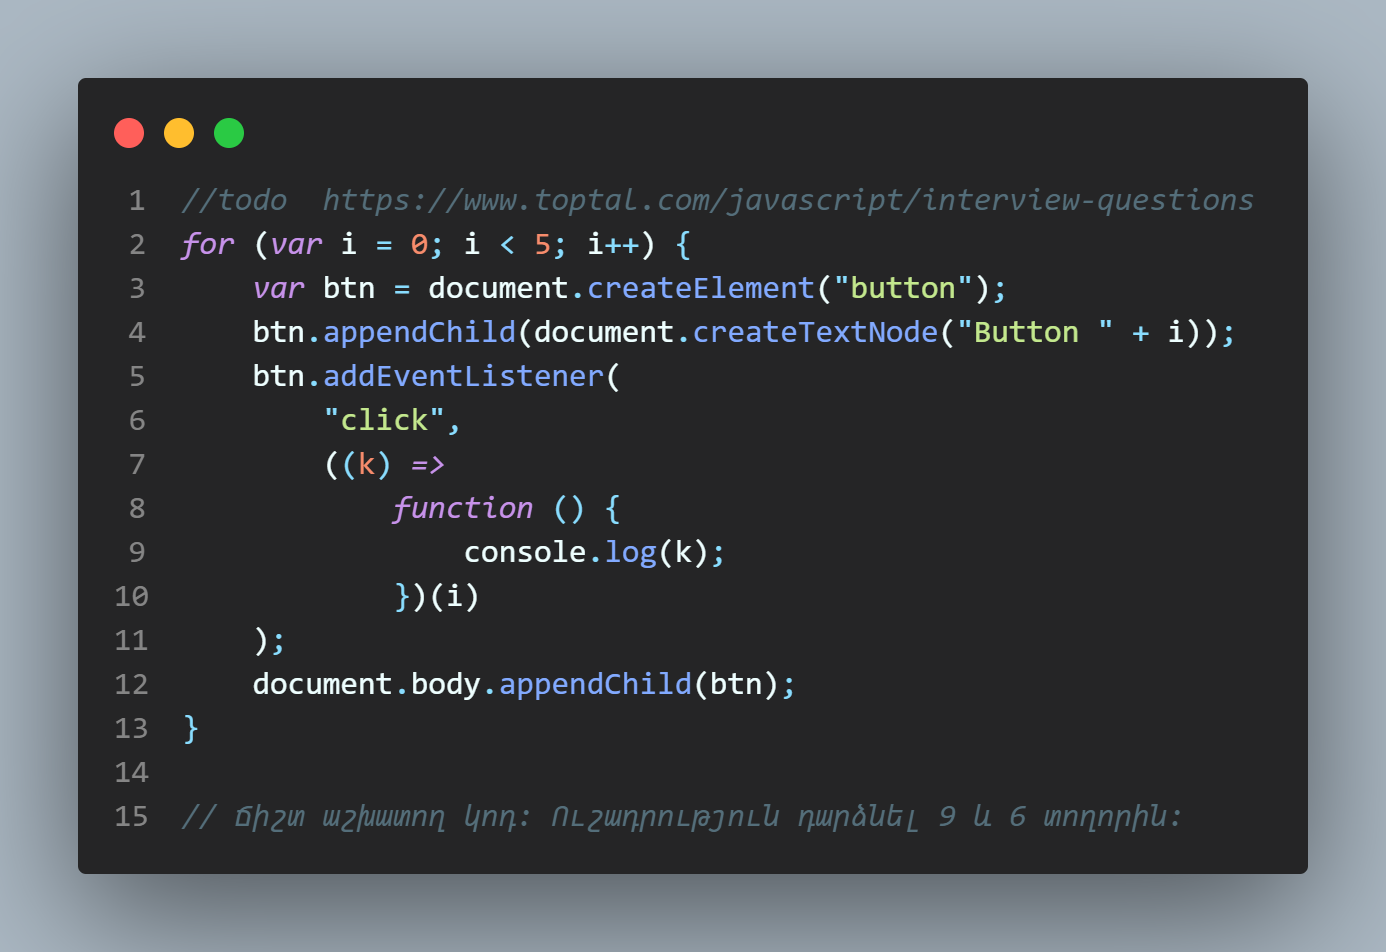 1 //todo  https://www.toptal.com/javascript/interview-questions
2 for (var i = 0; i < 5; i++) {
3     var btn = document.createElement("button");
4     btn.appendChild(document.createTextNode("Button " + i));
5     btn.addEventListener(
6         "click",
7         ((k) =>
8             function () {
9                 console.log(k);
10             })(i)
11     );
12     document.body.appendChild(btn);
13 }
14
15 // Ճիշտ աշխատող կոդ: Ուշադրություն դարձնել 9 և 6 տողորին: